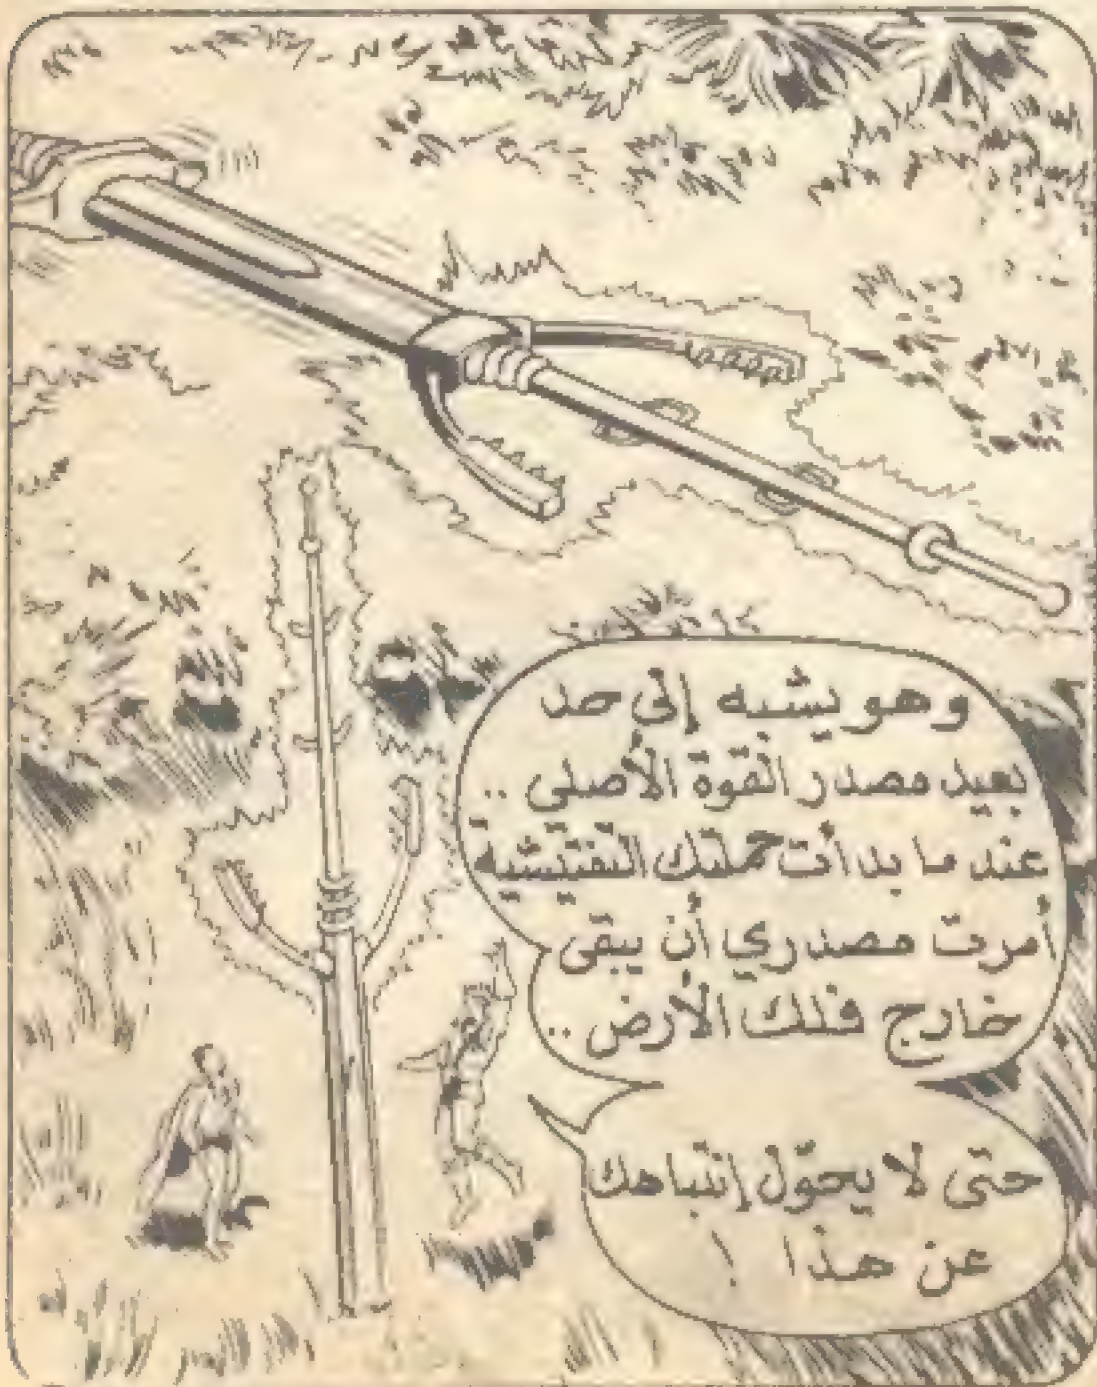 وهو يشبه إلى حد
بعيد مصدر القوة الأصلي ..
عند ما بدأت حملتك التفتيشية
أمرت مصدري أن يبقى
خارج فلك الأرض ..
حتى لا يحوّل إنتباهك
عن هذا !